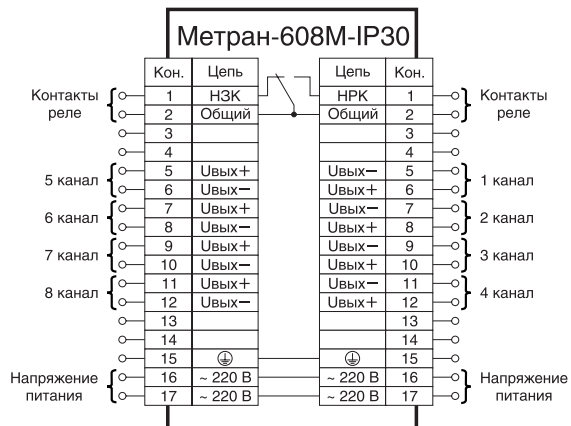 Метран-608М-IP30
Кон. Цепь Цепь Кон.
Контакты реле 1 НЗК НРК 1 Контакты реле
2 Общий Общий 2
3 3
4 4
5 канал 5 Uвых+ Uвых− 5 1 канал
6 Uвых− Uвых+ 6
6 канал 7 Uвых+ Uвых− 7 2 канал
8 Uвых− Uвых+ 8
7 канал 9 Uвых+ Uвых− 9 3 канал
10 Uвых− Uвых+ 10
8 канал 11 Uвых+ Uвых− 11 4 канал
12 Uвых− Uвых+ 12
13 13
14 14
15 15
Напряжение питания 16 ~ 220 В ~ 220 В 16 Напряжение питания
17 ~ 220 В ~ 220 В 17